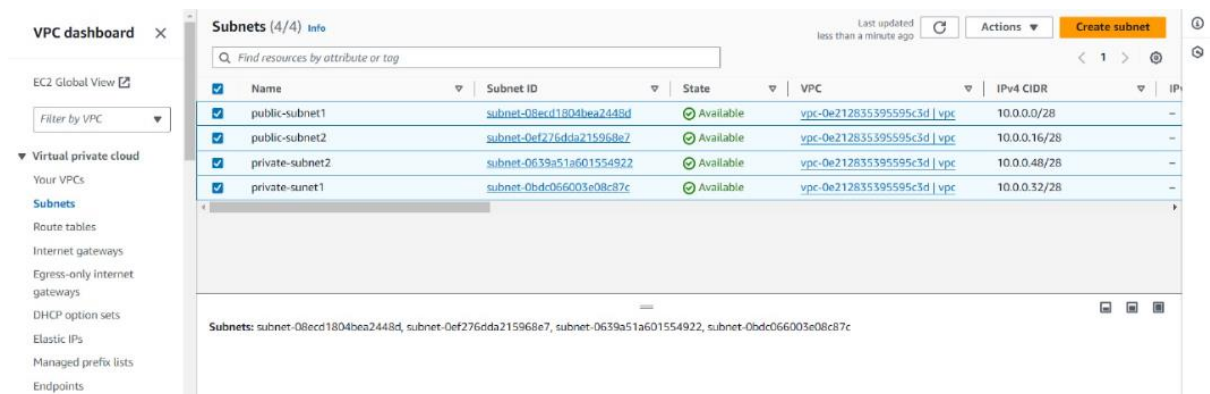 VPC dashboard
EC2 Global View
Filter by VPC
Virtual private cloud
Your VPCs
Subnets
Route tables
Internet gateways
Egress-only internet
gateways
DHCP option sets
Elastic IPs
Managed prefix lists
Endpoints
Subnets (4/4) Info
Last updated
less than a minute ago
Actions
Create subnet
Find resources by attribute or tag
1
Name Subnet ID State VPC IPv4 CIDR IP
public-subnet1 subnet-08ecd1804bea2448d Available vpc-0e212835395595c3d | vpc 10.0.0.0/28 –
public-subnet2 subnet-0ef276dda215968e7 Available vpc-0e212835395595c3d | vpc 10.0.0.16/28 –
private-subnet2 subnet-0639a51a601554922 Available vpc-0e212835395595c3d | vpc 10.0.0.48/28 –
private-sunet1 subnet-0bdc066003e08c87c Available vpc-0e212835395595c3d | vpc 10.0.0.32/28 –
Subnets: subnet-08ecd1804bea2448d, subnet-0ef276dda215968e7, subnet-0639a51a601554922, subnet-0bdc066003e08c87c